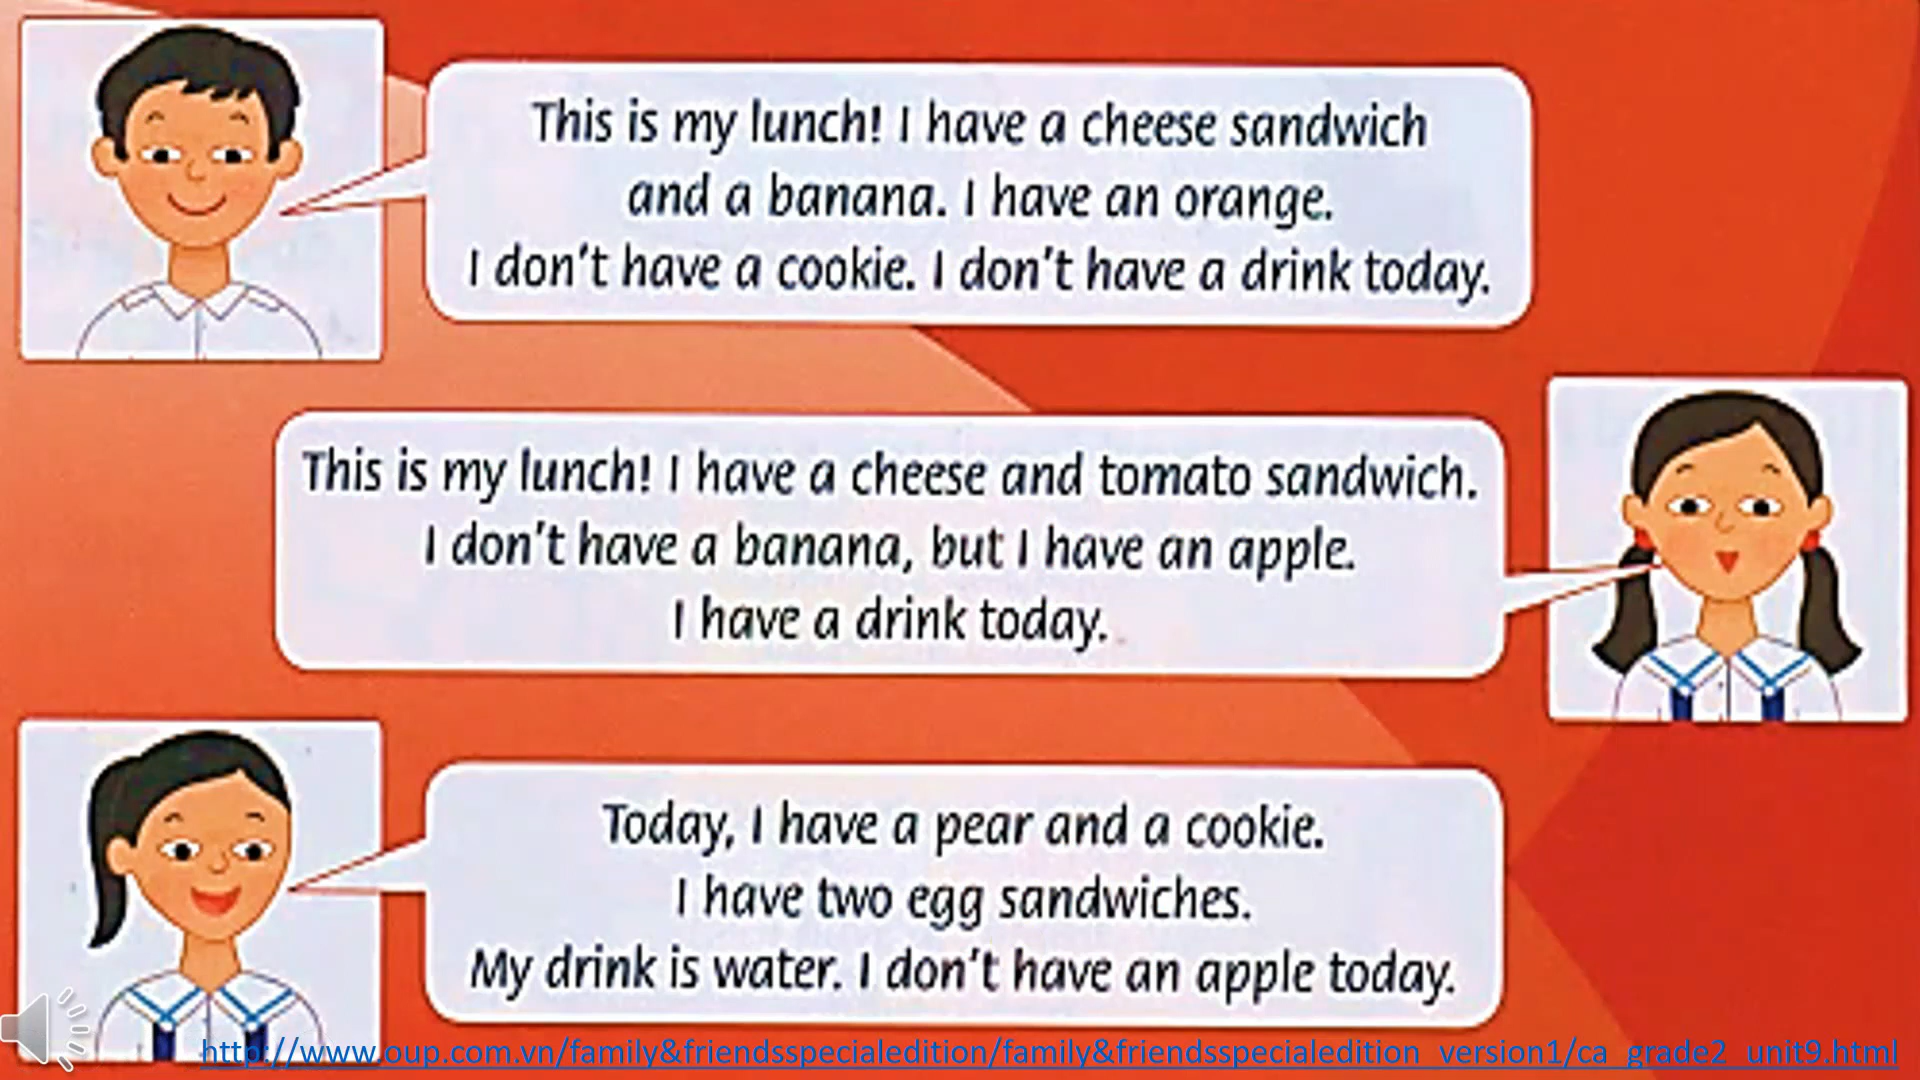 This is my lunch! I have a cheese sandwich
and a banana. I have an orange.
I don't have a cookie. I don't have a drink today.
This is my lunch! I have a cheese and tomato sandwich.
I don't have a banana, but I have an apple.
I have a drink today.
Today, I have a pear and a cookie.
I have two egg sandwiches.
My drink is water. I don't have an apple today.
http://www.oup.com.vn/family&friendsspecialedition/family&friendsspecialedition_version1/ca_grade2_unit9.html